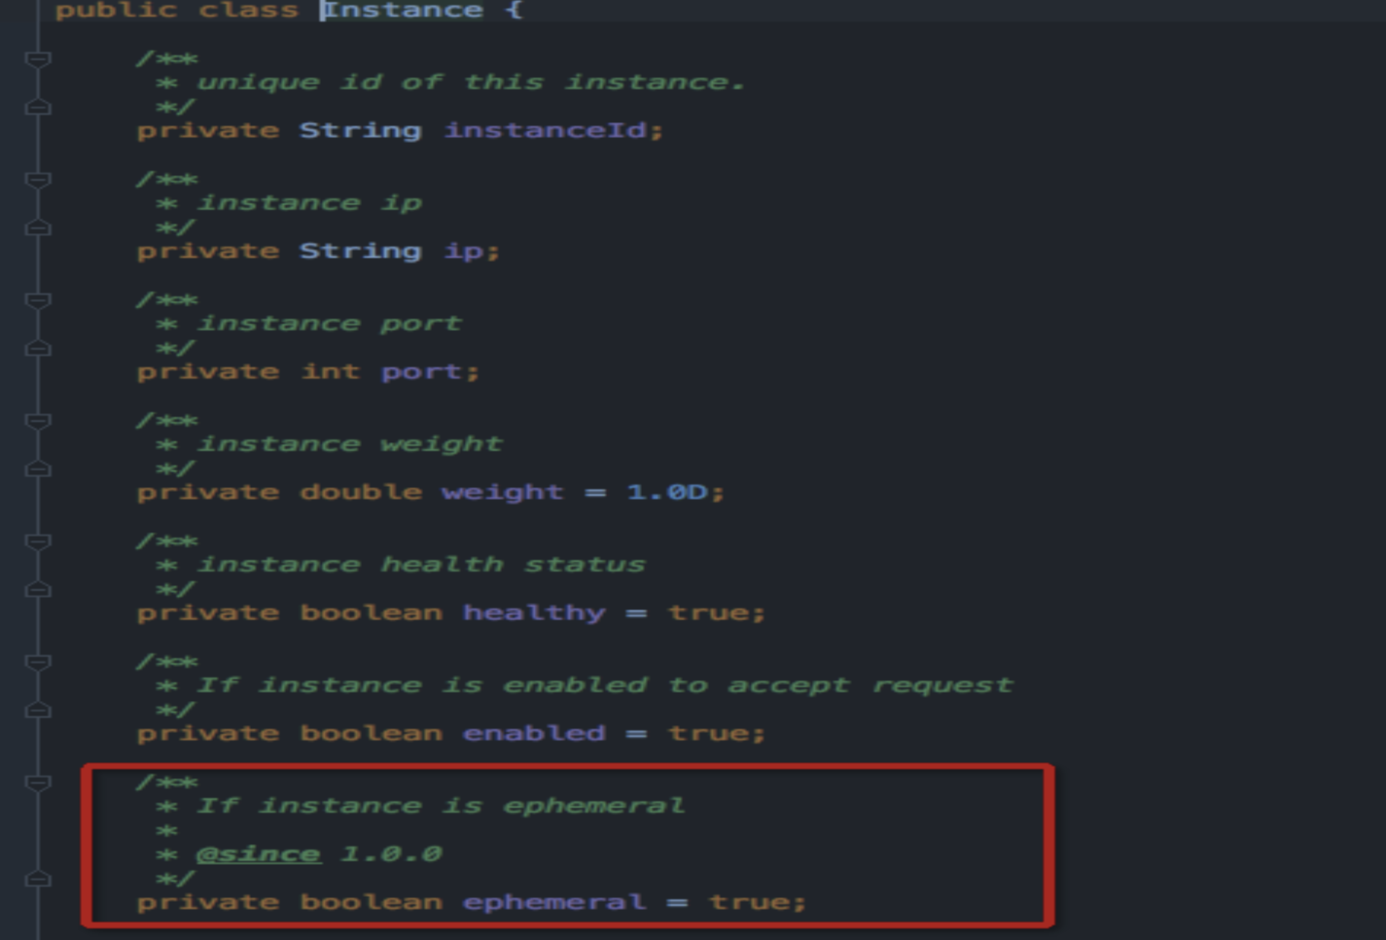 public class Instance {
/**
* unique id of this instance.
*/
private String instanceId;
/**
* instance ip
*/
private String ip;
/**
* instance port
*/
private int port;
/**
* instance weight
*/
private double weight = 1.0D;
/**
* instance health status
*/
private boolean healthy = true;
/**
* If instance is enabled to accept request
*/
private boolean enabled = true;
/**
* If instance is ephemeral
*
* @since 1.0.0
*/
private boolean ephemeral = true;